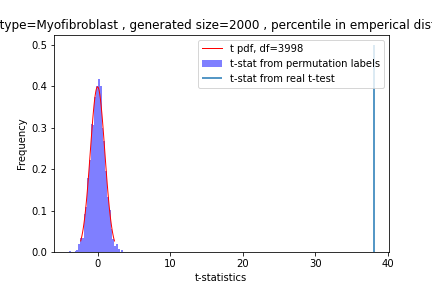 type=Myofibroblast , generated size=2000 , percentile in emperical dis
0.5
0.4
0.3
0.2
0.1
0.0
Frequency
t pdf, df=3998
t-stat from permutation labels
t-stat from real t-test
0
10
20
30
40
t-statistics